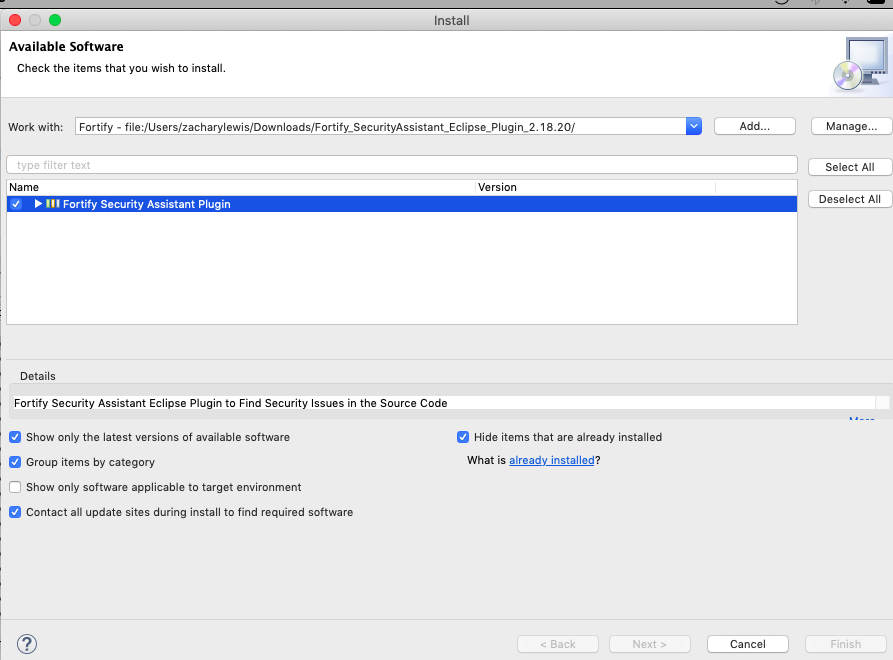 Install
Available Software
Check the items that you wish to install.
Work with: Fortify - file:/Users/zacharylewis/Downloads/Fortify_SecurityAssistant_Eclipse_Plugin_2.18.20/ Add... Manage...
type filter text
Select All
Name Version
Fortify Security Assistant Plugin
Deselect All
Details
Fortify Security Assistant Eclipse Plugin to Find Security Issues in the Source Code
Show only the latest versions of available software Hide items that are already installed
Group items by category What is already installed?
Show only software applicable to target environment
Contact all update sites during install to find required software
? < Back Next > Cancel Finish